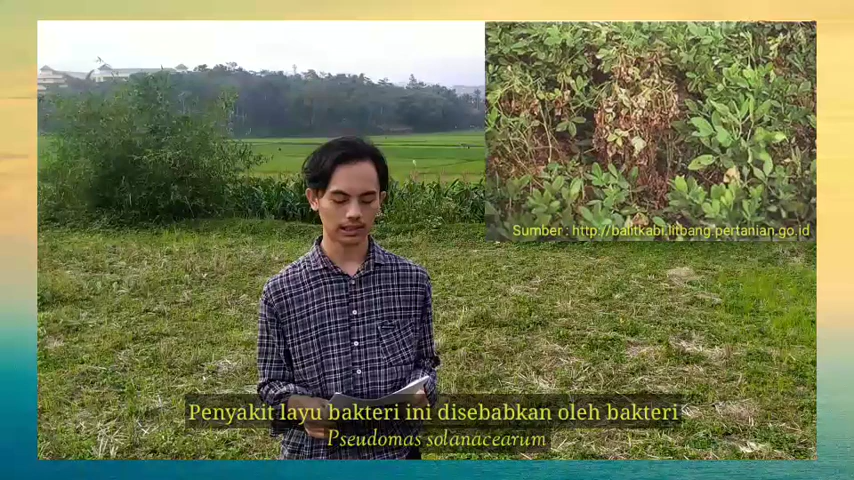 Sumber : http://balitkabi.litbang.pertanian.go.id
Penyakit layu bakteri ini disebabkan oleh bakteri
Pseudomas solanacearum